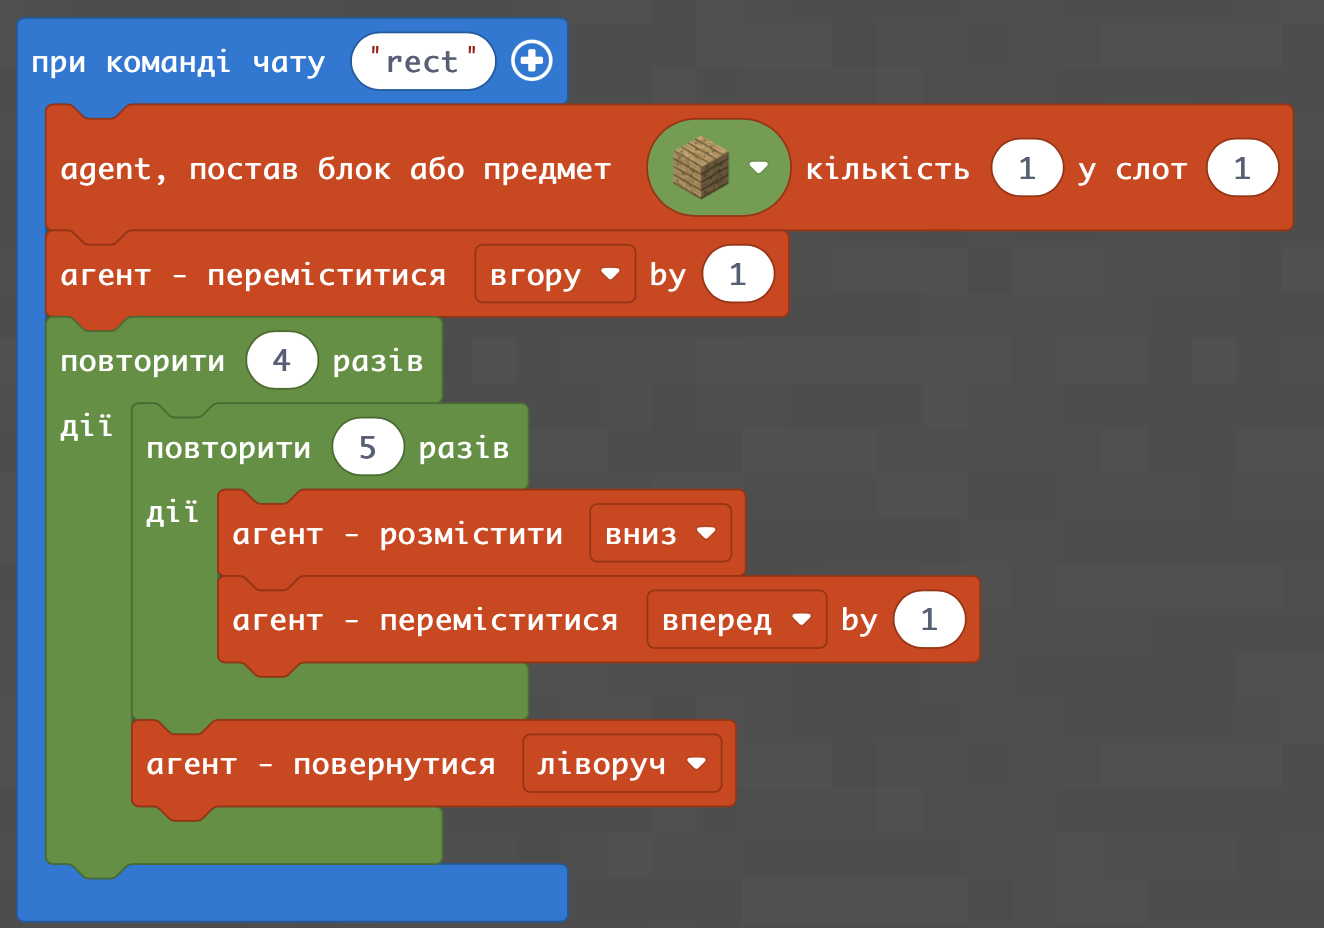 при команді чату "rect"
agent, постав блок або предмет кількість 1 у слот 1
агент - переміститися вгору by 1
повторити 4 разів
дії
повторити 5 разів
дії
агент - розмістити вниз
агент - переміститися вперед by 1
агент - повернутися ліворуч